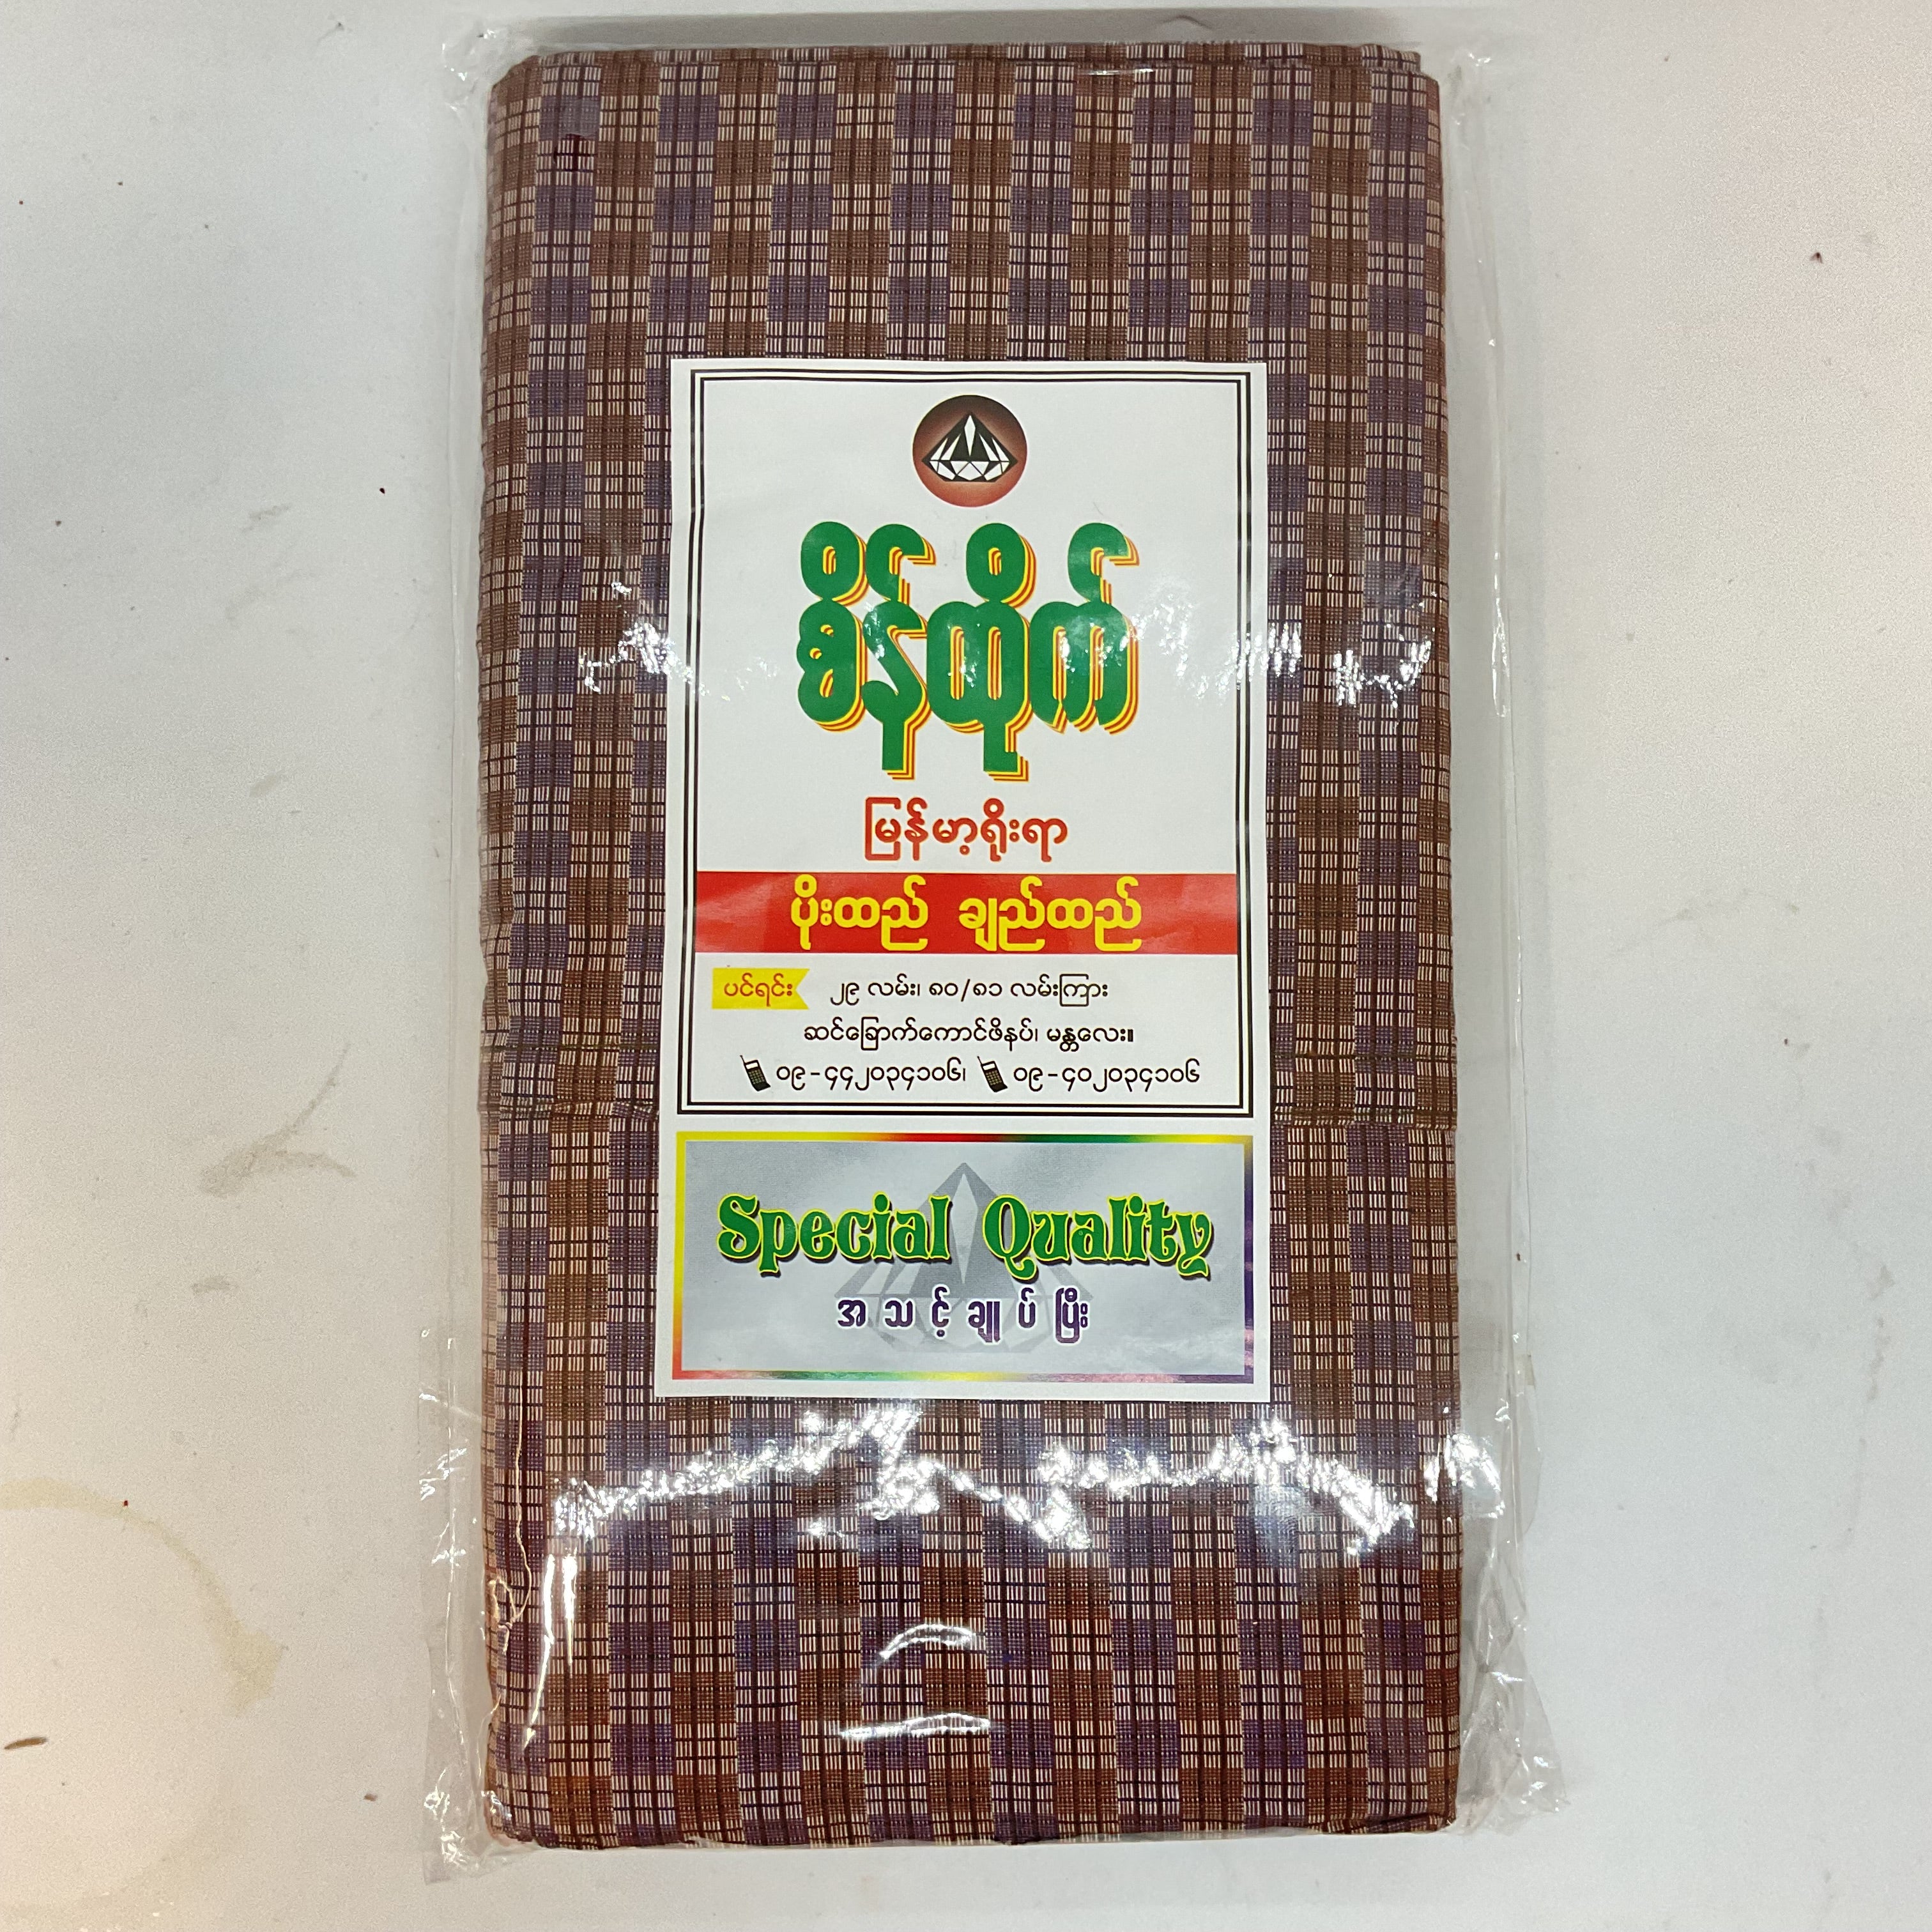 စိန်ထိုက်
မြန်မာ့ရိုးရာ
ပိုးထည် ချည်ထည်
ပင်ရင်း ၂၉ လမ်း၊ ၈၀/၈၁ လမ်းကြား
ဆင်ခြောက်ကောင်ဖိနပ်၊ မန္တလေး။
၀၉-၄၄၂၀၃၄၁၀၆၊ ၀၉-၄၀၂၀၃၄၁၀၆
Special Quality
အသင့်ချုပ်ပြီး